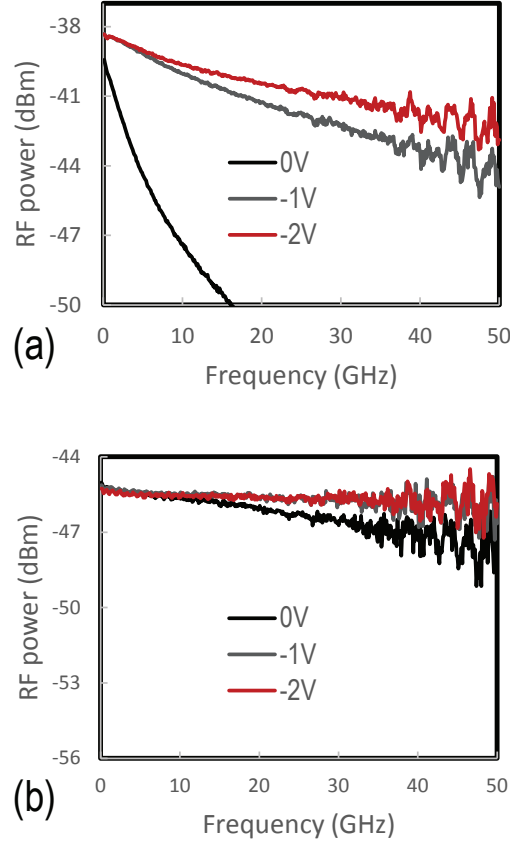 -38
-41
-44
-47
-50
RF power (dBm)
0V
-1V
-2V
0 10 20 30 40 50
Frequency (GHz)
(a)
-44
-47
-50
-53
-56
RF power (dBm)
0V
-1V
-2V
0 10 20 30 40 50
Frequency (GHz)
(b)